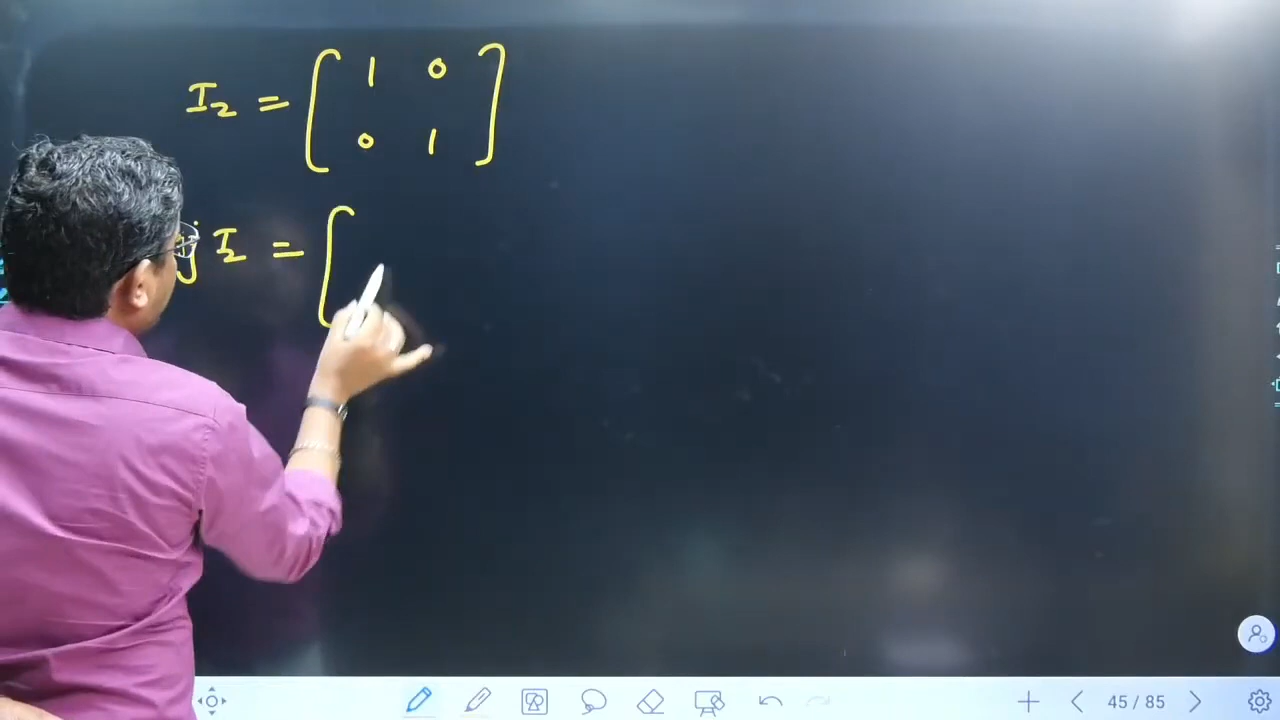 I₂ = [ 1 0
0 1 ]
j I₂ = [
45 / 85